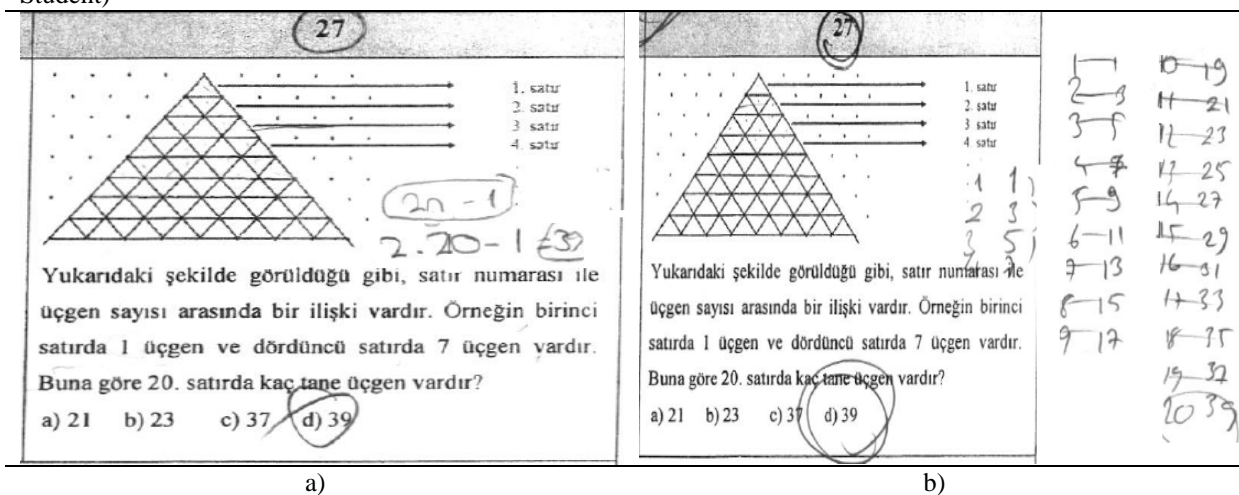 Student)
27
1. satır
2. satır
3 satır
4. satır
2n - 1
2.20-1=39
Yukarıdaki şekilde görüldüğü gibi, satır numarası ile
üçgen sayısı arasında bir ilişki vardır. Örneğin birinci
satırda 1 üçgen ve dördüncü satırda 7 üçgen vardır.
Buna göre 20. satırda kaç tane üçgen vardır?
a) 21 b) 23 c) 37 d) 39
a)
27
1. satır
2. satır
3 satır
4. satır
1 1
2 3
3 5
Yukarıdaki şekilde görüldüğü gibi, satır numarası ile
üçgen sayısı arasında bir ilişki vardır. Örneğin birinci
satırda 1 üçgen ve dördüncü satırda 7 üçgen vardır.
Buna göre 20. satırda kaç tane üçgen vardır?
a) 21 b) 23 c) 37 d) 39
1-1
2-3
3-5
4-7
5-9
6-11
7-13
8-15
9-17
10-19
11-21
12-23
13-25
14-27
15-29
16-31
17-33
18-35
19-37
20 39
b)